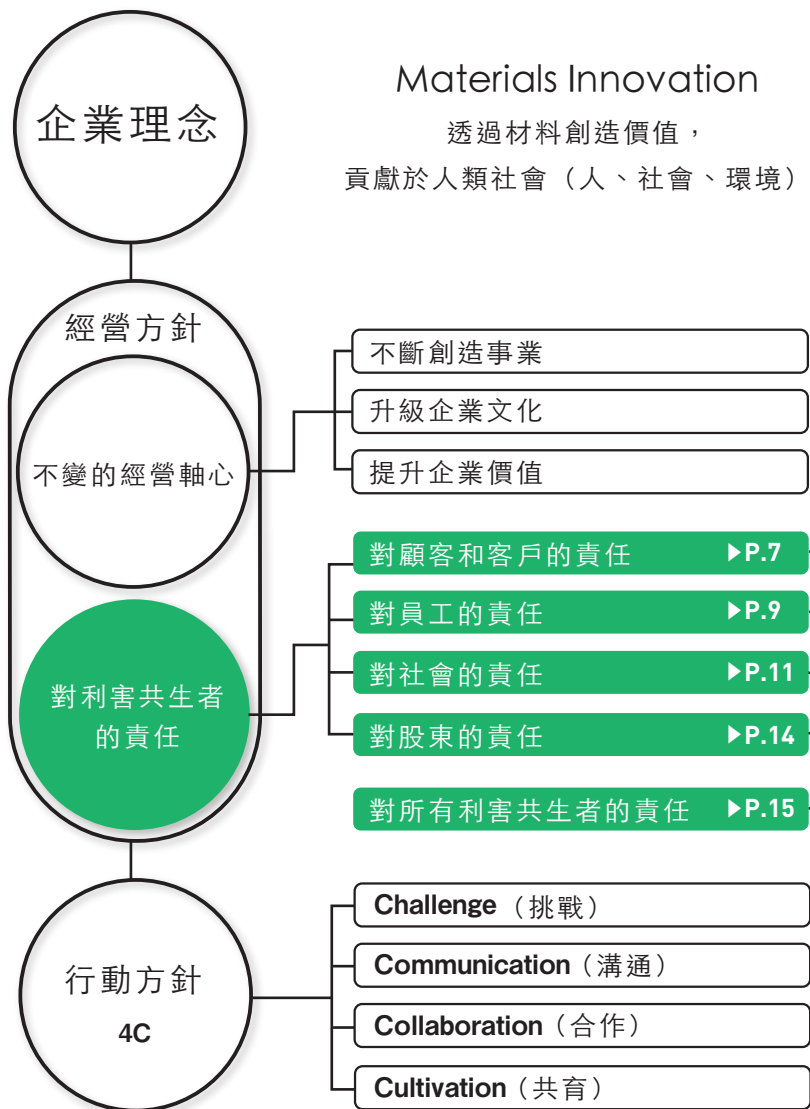 企業理念
Materials Innovation
透過材料創造價值，
貢獻於人類社會（人、社會、環境）
經營方針
不變的經營軸心
不斷創造事業
升級企業文化
提升企業價值
對利害共生者
的責任
對顧客和客戶的責任 ▶P.7
對員工的責任 ▶P.9
對社會的責任 ▶P.11
對股東的責任 ▶P.14
對所有利害共生者的責任 ▶P.15
行動方針
4C
Challenge（挑戰）
Communication（溝通）
Collaboration（合作）
Cultivation（共育）